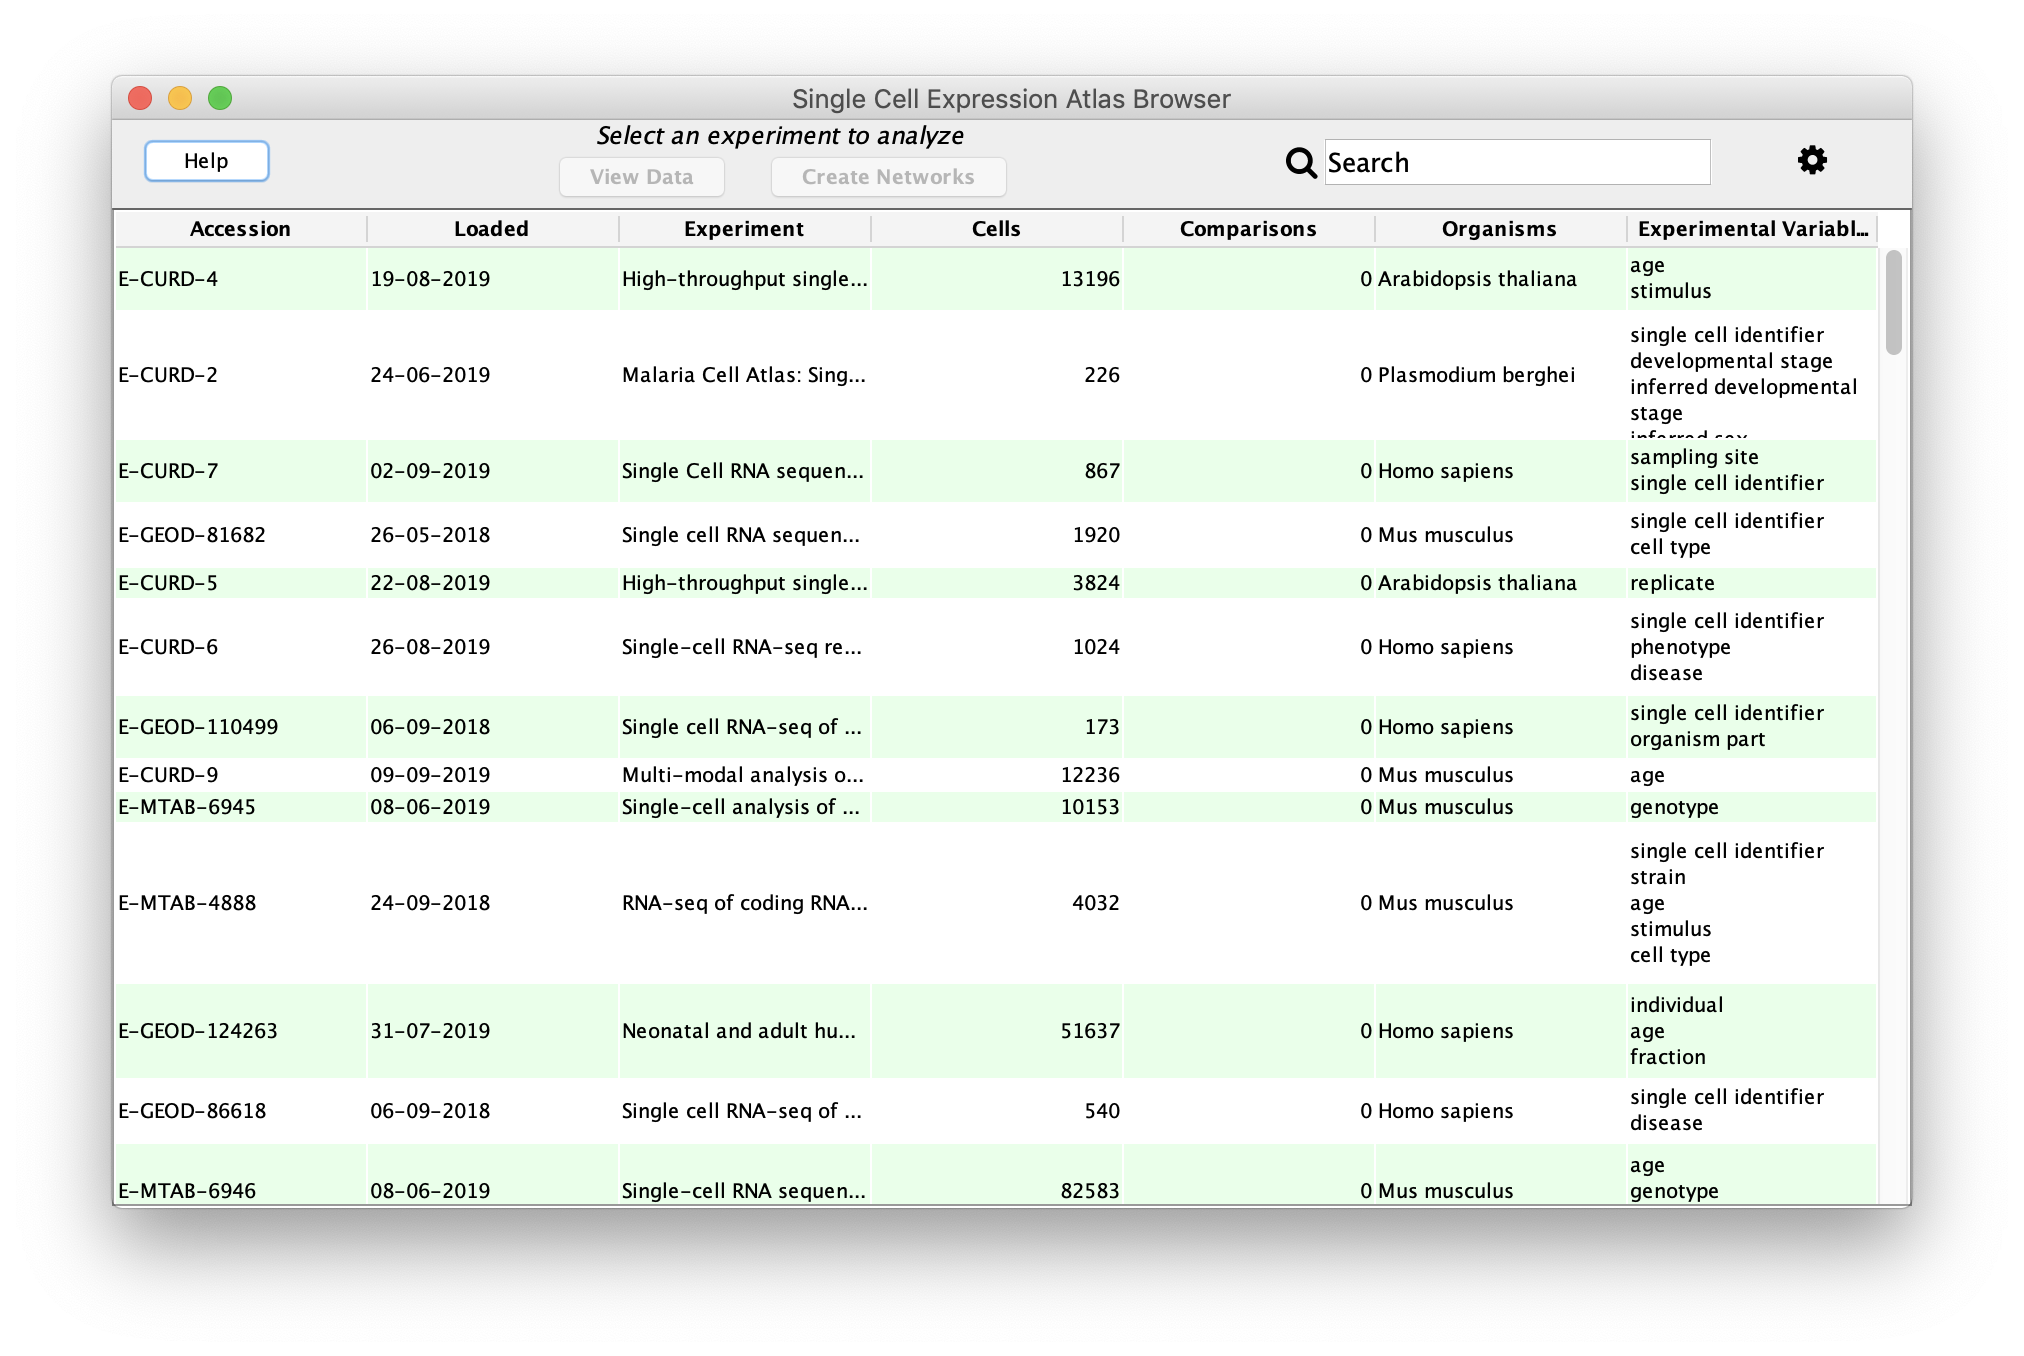 Single Cell Expression Atlas Browser
Help
Select an experiment to analyze
View Data
Create Networks
Search
Accession Loaded Experiment Cells Comparisons Organisms Experimental Variabl...
E-CURD-4 19-08-2019 High-throughput single... 13196 0 Arabidopsis thaliana age
stimulus
E-CURD-2 24-06-2019 Malaria Cell Atlas: Sing... 226 0 Plasmodium berghei single cell identifier
developmental stage
inferred developmental
stage
inferred sex
E-CURD-7 02-09-2019 Single Cell RNA sequen... 867 0 Homo sapiens sampling site
single cell identifier
E-GEOD-81682 26-05-2018 Single cell RNA sequen... 1920 0 Mus musculus single cell identifier
cell type
E-CURD-5 22-08-2019 High-throughput single... 3824 0 Arabidopsis thaliana replicate
E-CURD-6 26-08-2019 Single-cell RNA-seq re... 1024 0 Homo sapiens single cell identifier
phenotype
disease
E-GEOD-110499 06-09-2018 Single cell RNA-seq of ... 173 0 Homo sapiens single cell identifier
organism part
E-CURD-9 09-09-2019 Multi-modal analysis o... 12236 0 Mus musculus age
E-MTAB-6945 08-06-2019 Single-cell analysis of ... 10153 0 Mus musculus genotype
E-MTAB-4888 24-09-2018 RNA-seq of coding RNA... 4032 0 Mus musculus single cell identifier
strain
age
stimulus
cell type
E-GEOD-124263 31-07-2019 Neonatal and adult hu... 51637 0 Homo sapiens individual
age
fraction
E-GEOD-86618 06-09-2018 Single cell RNA-seq of ... 540 0 Homo sapiens single cell identifier
disease
E-MTAB-6946 08-06-2019 Single-cell RNA sequen... 82583 0 Mus musculus age
genotype